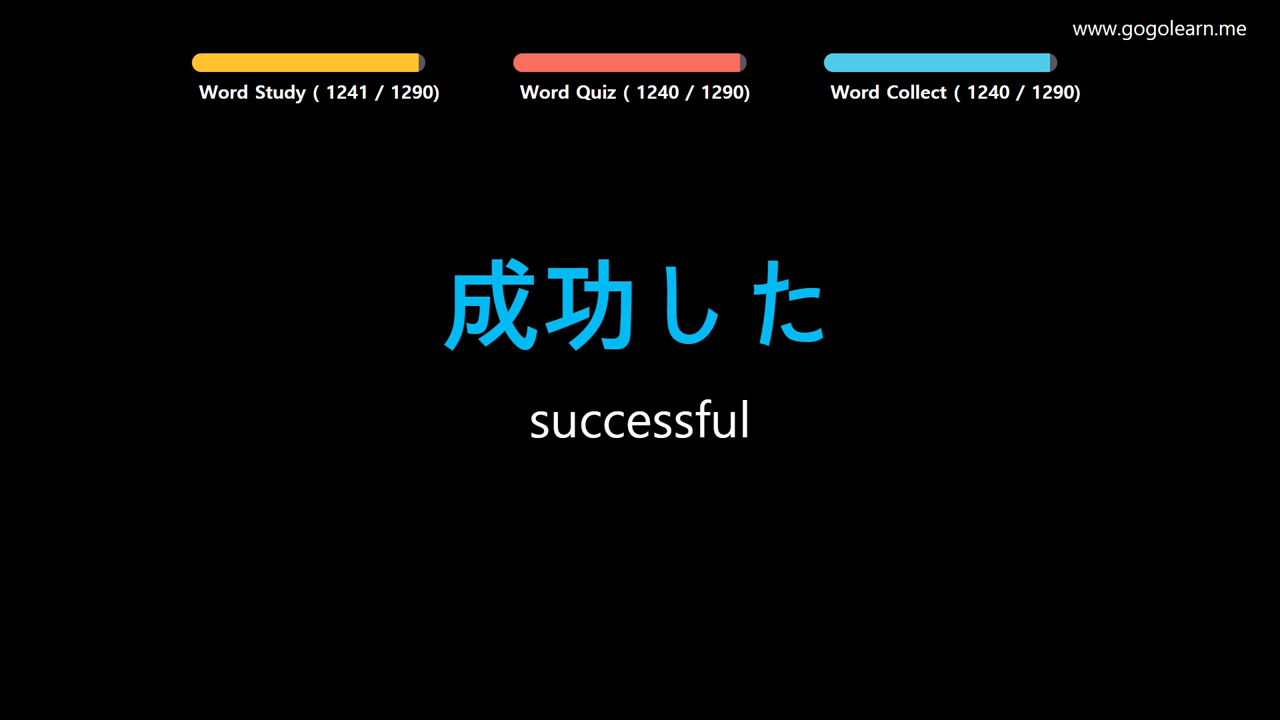 www.gogolearn.me
Word Study ( 1241 / 1290)
Word Quiz ( 1240 / 1290)
Word Collect ( 1240 / 1290)
成功した
successful